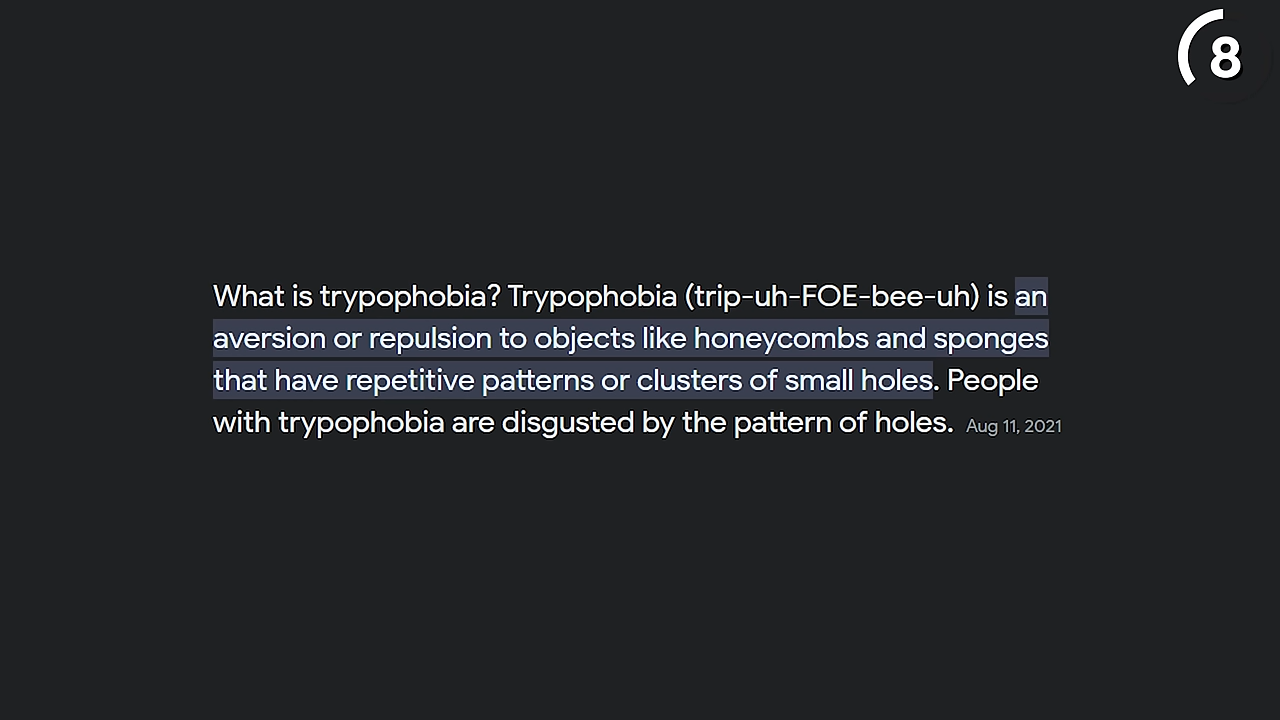 8
What is trypophobia? Trypophobia (trip-uh-FOE-bee-uh) is an
aversion or repulsion to objects like honeycombs and sponges
that have repetitive patterns or clusters of small holes. People
with trypophobia are disgusted by the pattern of holes. Aug 11, 2021